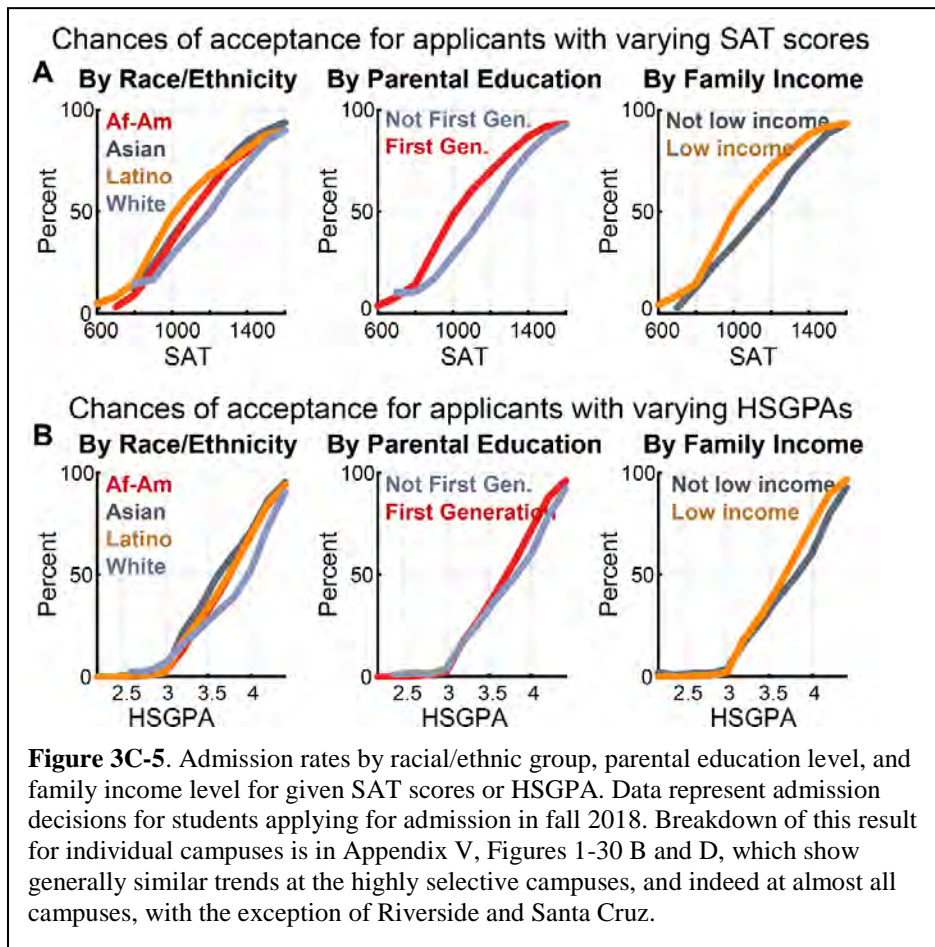 Chances of acceptance for applicants with varying SAT scores
A
By Race/Ethnicity By Parental Education By Family Income
100 100 100
Af-Am Not First Gen. Not low income
Asian First Gen. Low income
Latino
White
Percent Percent Percent
50 50 50
0 0 0
600 1000 1400 600 1000 1400 600 1000 1400
SAT SAT SAT
Chances of acceptance for applicants with varying HSGPAs
B
By Race/Ethnicity By Parental Education By Family Income
100 100 100
Af-Am Not First Gen. Not low income
Asian First Generation Low income
Latino
White
Percent Percent Percent
50 50 50
0 0 0
2.5 3 3.5 4 2.5 3 3.5 4 2.5 3 3.5 4
HSGPA HSGPA HSGPA
Figure 3C-5. Admission rates by racial/ethnic group, parental education level, and
family income level for given SAT scores or HSGPA. Data represent admission
decisions for students applying for admission in fall 2018. Breakdown of this result
for individual campuses is in Appendix V, Figures 1-30 B and D, which show
generally similar trends at the highly selective campuses, and indeed at almost all
campuses, with the exception of Riverside and Santa Cruz.